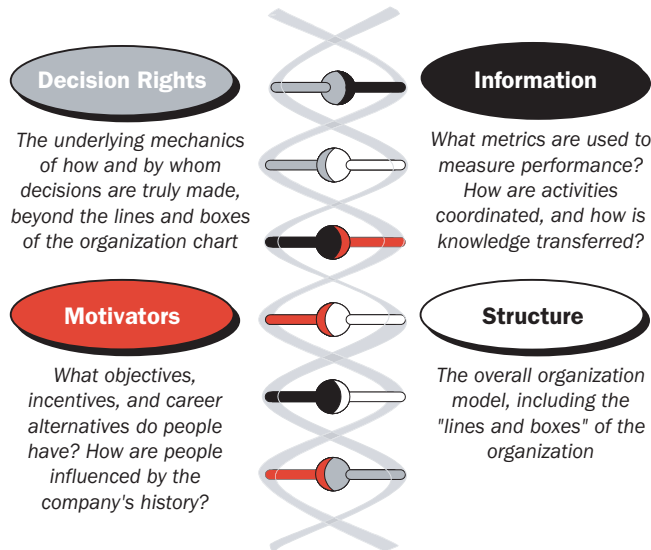 Decision Rights
The underlying mechanics
of how and by whom
decisions are truly made,
beyond the lines and boxes
of the organization chart
Information
What metrics are used to
measure performance?
How are activities
coordinated, and how is
knowledge transferred?
Motivators
What objectives,
incentives, and career
alternatives do people
have? How are people
influenced by the
company's history?
Structure
The overall organization
model, including the
"lines and boxes" of the
organization